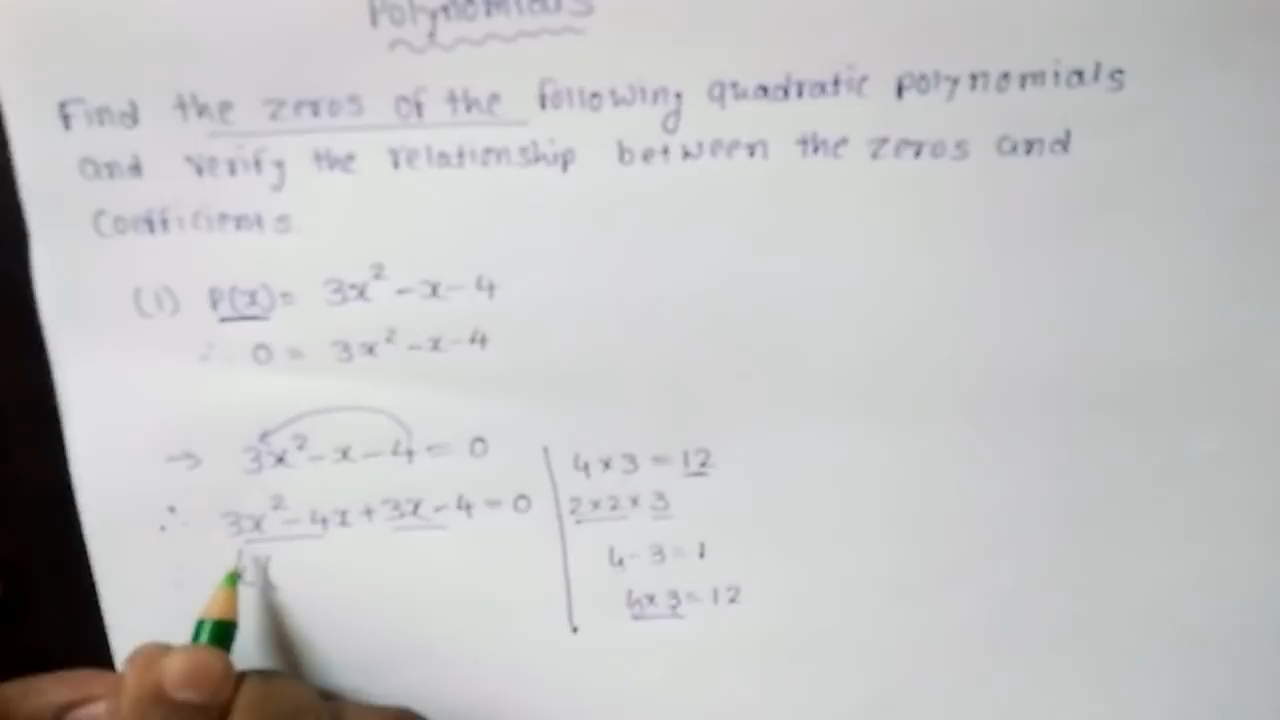 Polynomials
Find the zeros of the following quadratic polynomials
and verify the relationship between the zeros and
Coefficients.
(1) P(x) = 3x² - x - 4
∴ 0 = 3x² - x - 4
→ 3x² - x - 4 = 0
∴ 3x² - 4x + 3x - 4 = 0
4 × 3 = 12
2 × 2 × 3
4 - 3 = 1
4 × 3 = 12